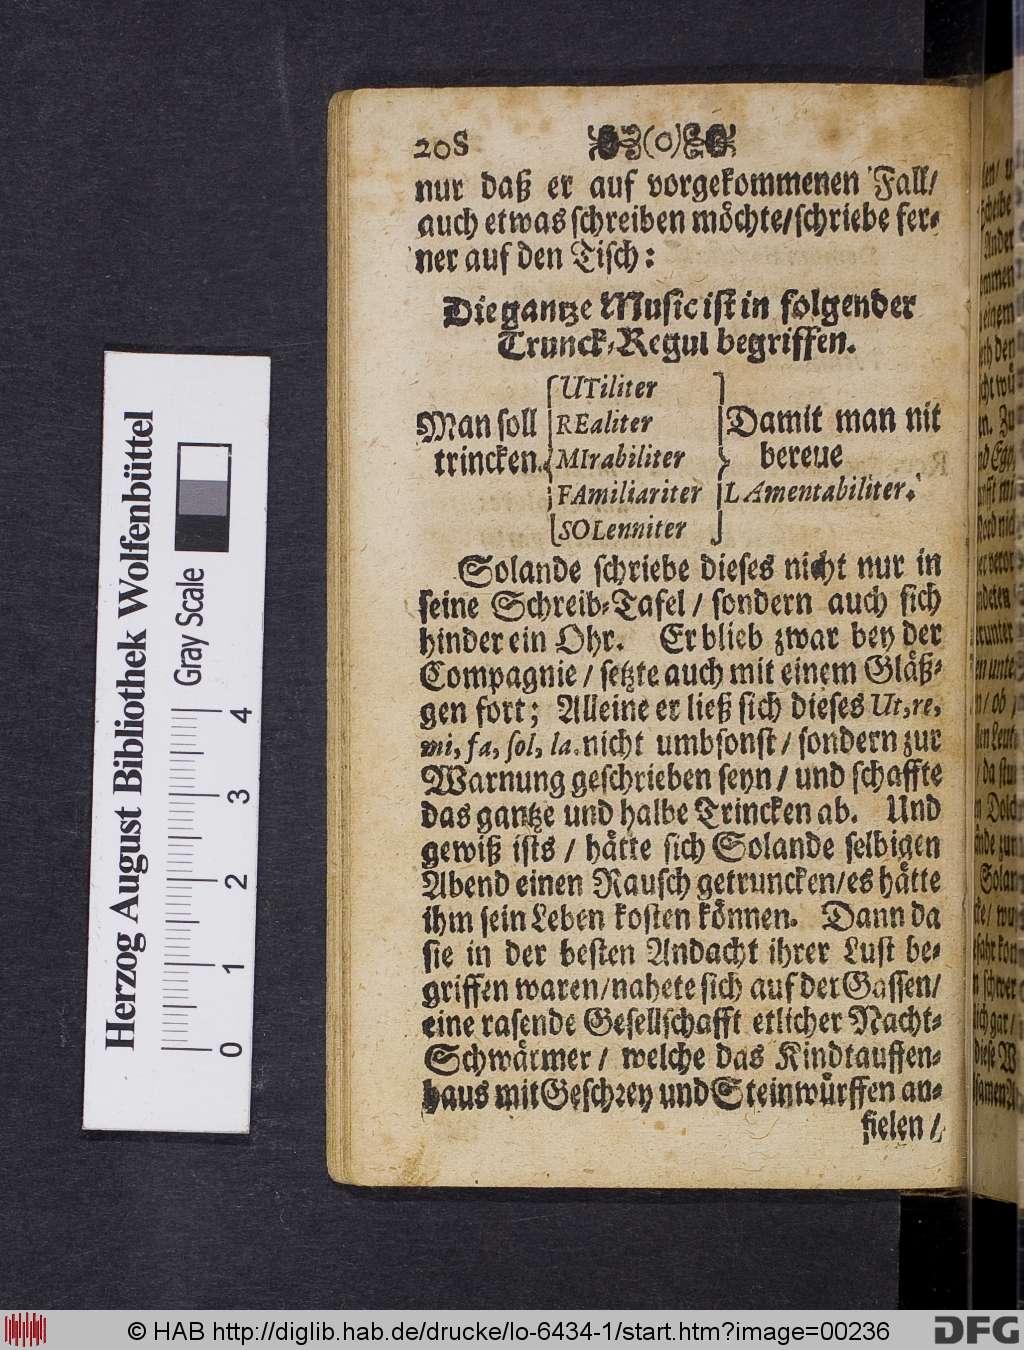 208 (o)
nur daß er auf vorgekommenen Fall/
auch etwas schreiben möchte/schriebe fer-
ner auf den Tisch:
Die gantze Music ist in folgender
Trunck-Regul begriffen.
UTiliter
Man soll REaliter Damit man nit
trincken. MIrabiliter bereue
FAmiliariter LAmentabiliter.
SOLenniter
Solande schriebe dieses nicht nur in
seine Schreib-Tafel / sondern auch sich
hinder ein Ohr. Er blieb zwar bey der
Compagnie / setzte auch mit einem Gläß-
gen fort; Alleine er ließ sich dieses Ut, re,
mi, fa, sol, la. nicht umbsonst / sondern zur
Warnung geschrieben seyn / und schaffte
das gantze und halbe Trincken ab. Und
gewiß ists / hätte sich Solande selbigen
Abend einen Rausch getruncken/es hätte
ihm sein Leben kosten können. Dann da
sie in der besten Andacht ihrer Lust be-
griffen waren/nahete sich auf der Gassen/
eine rasende Gesellschafft etlicher Nacht-
Schwärmer / welche das Kindtauffen-
haus mit Geschrey und Steinwürffen an-
fielen /
Herzog August Bibliothek Wolfenbüttel
Gray Scale
0 1 2 3 4
© HAB http://diglib.hab.de/drucke/lo-6434-1/start.htm?image=00236
DFG